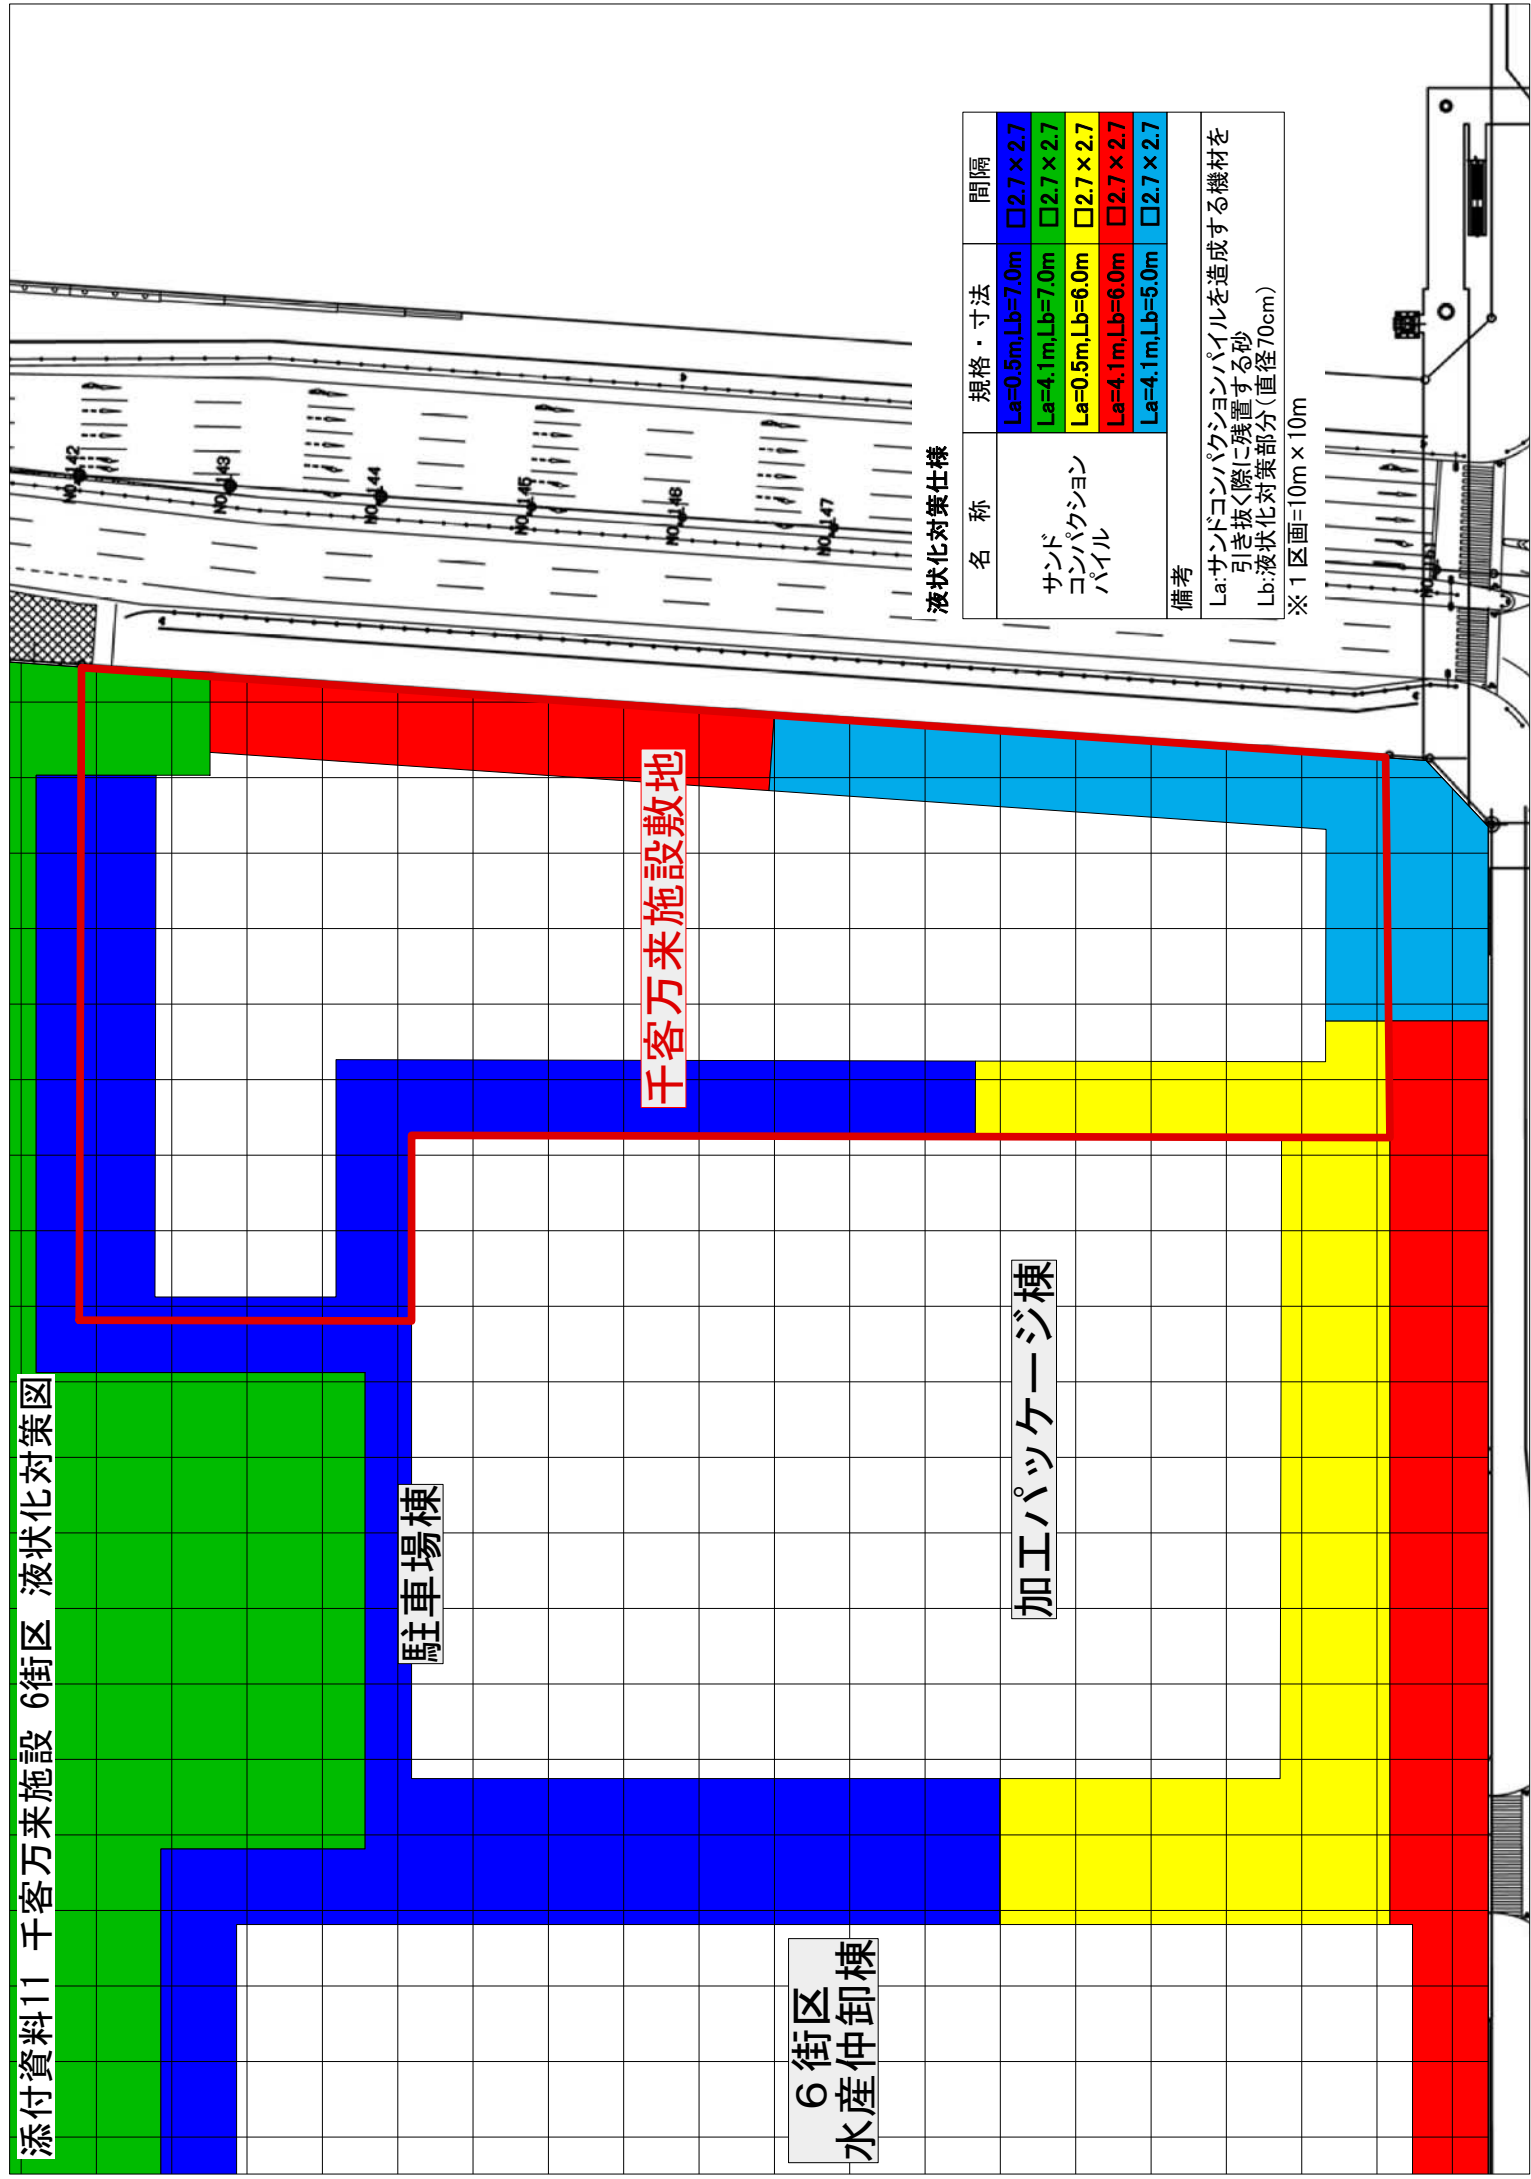 添付資料11 千客万来施設 6街区 液状化対策図
駐車場棟
千客万来施設敷地
加工パッケージ棟
6街区
水産仲卸棟
NO.142
NO.143
NO.144
NO.145
NO.146
NO.147
液状化対策仕様
名 称 規格・寸法 間隔
サンド
コンパクション
パイル
La=0.5m,Lb=7.0m □2.7×2.7
La=4.1m,Lb=7.0m □2.7×2.7
La=0.5m,Lb=6.0m □2.7×2.7
La=4.1m,Lb=6.0m □2.7×2.7
La=4.1m,Lb=5.0m □2.7×2.7
備考
La:サンドコンパクションパイルを造成する機材を
引き抜く際に残置する砂
Lb:液状化対策部分(直径70cm)
※1区画=10m×10m